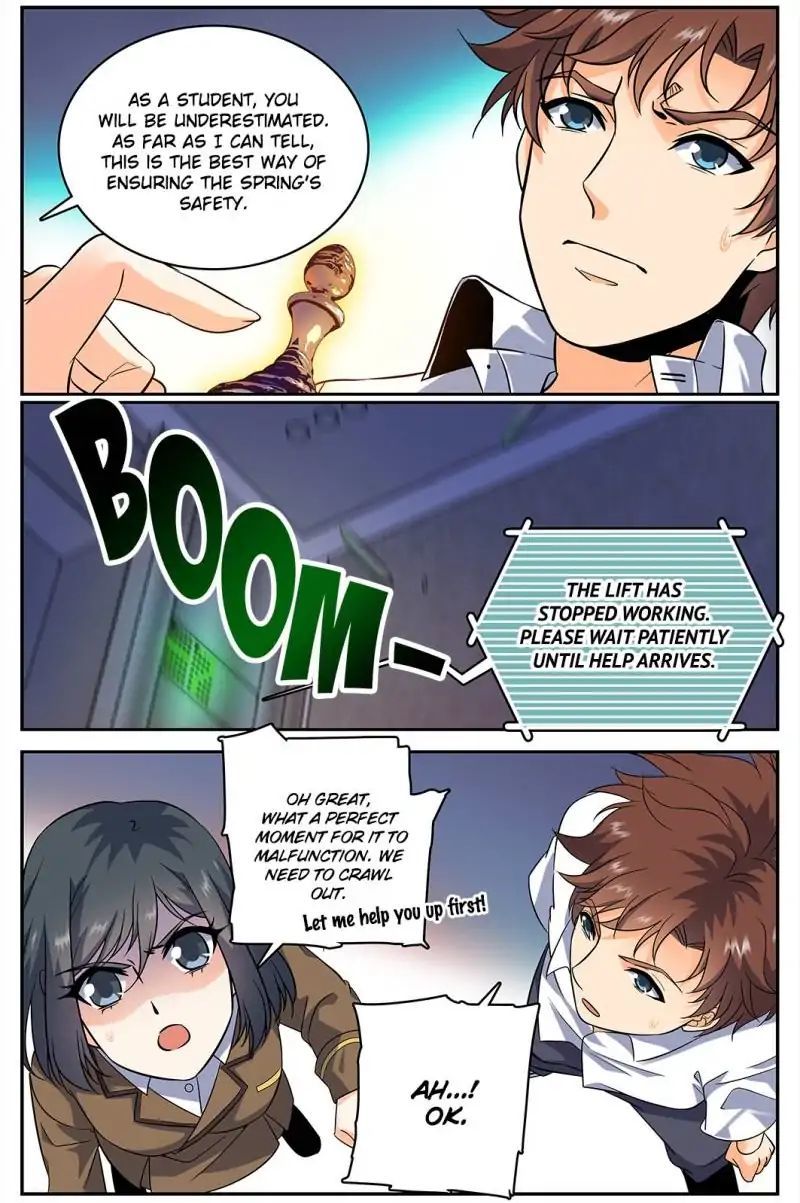 AS A STUDENT, YOU
WILL BE UNDERESTIMATED.
AS FAR AS I CAN TELL,
THIS IS THE BEST WAY OF
ENSURING THE SPRING'S
SAFETY.
BOOM–
THE LIFT HAS
STOPPED WORKING.
PLEASE WAIT PATIENTLY
UNTIL HELP ARRIVES.
OH GREAT,
WHAT A PERFECT
MOMENT FOR IT TO
MALFUNCTION. WE
NEED TO CRAWL
OUT.
Let me help you up first!
AH...!
OK.